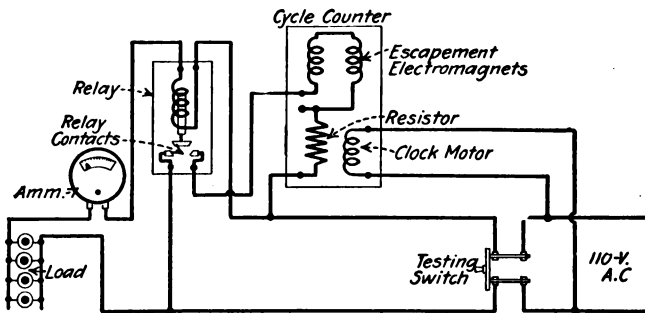 Cycle Counter
Escapement
Electromagnets
Relay
Relay
Contacts
Resistor
Clock Motor
Amm.
Load
Testing
Switch
110-V.
A.C